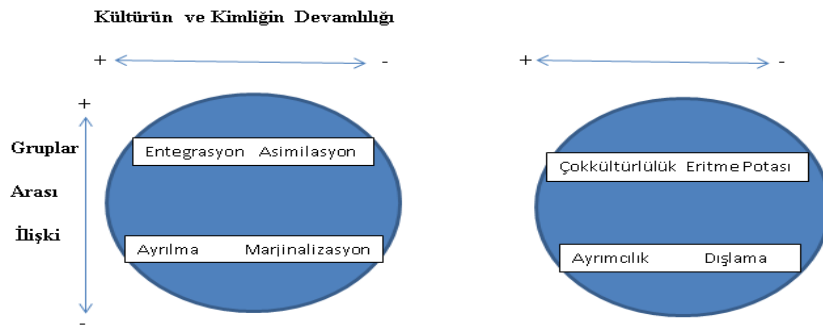 Kültürün ve Kimliğin Devamlılığı
+ -
+ -
+
Gruplar
Arası
İlişki
-
Entegrasyon Asimilasyon
Ayrılma Marjinalizasyon
Çokkültürlülük Eritme Potası
Ayrımcılık Dışlama